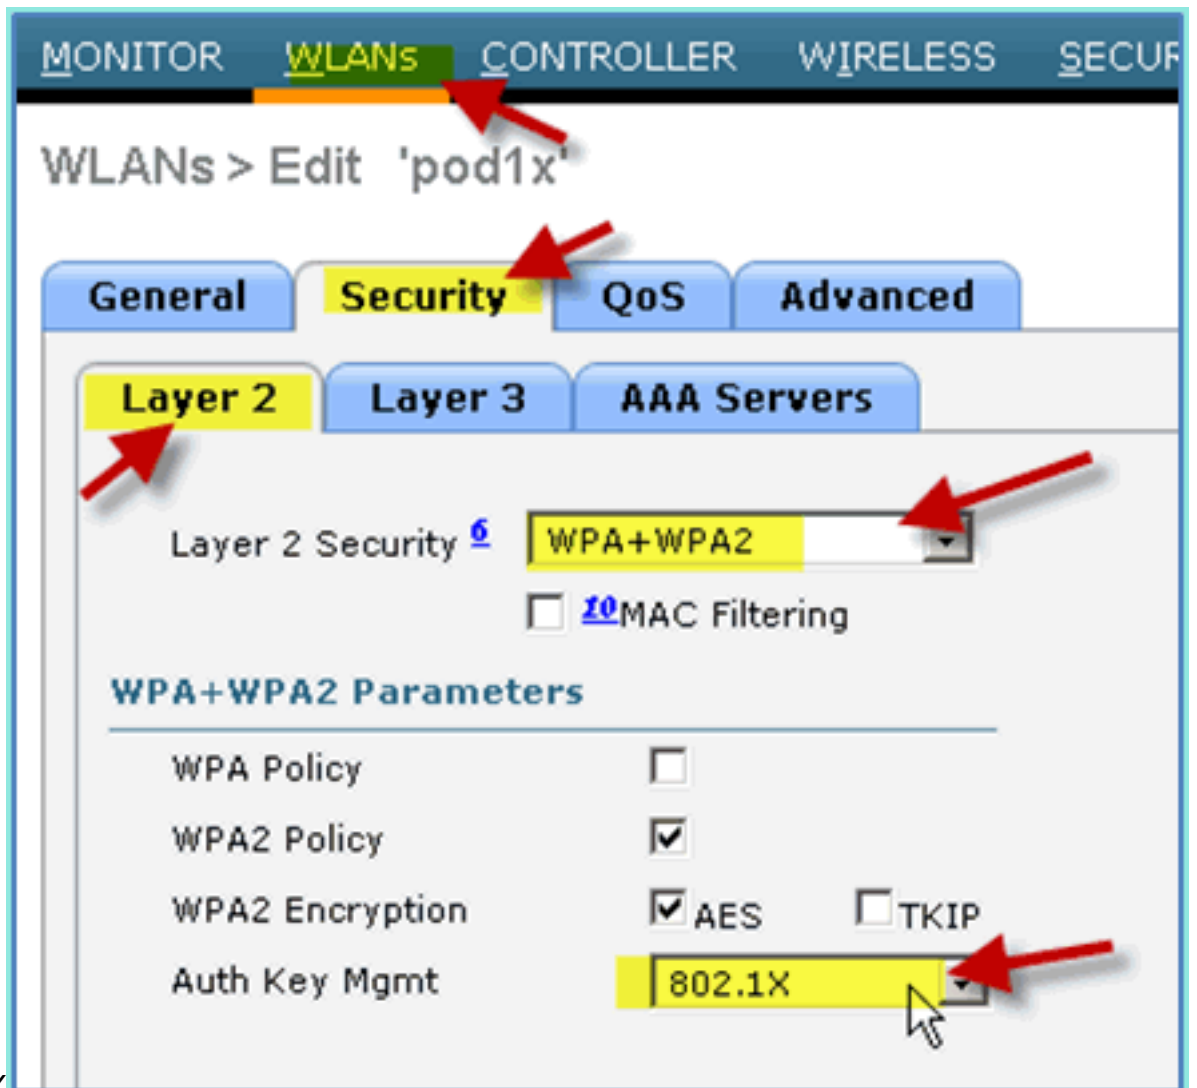 MONITOR WLANs CONTROLLER WIRELESS SECUR
WLANs > Edit 'pod1x'
General Security QoS Advanced
Layer 2 Layer 3 AAA Servers
Layer 2 Security 6 WPA+WPA2
10 MAC Filtering
WPA+WPA2 Parameters
WPA Policy
WPA2 Policy
WPA2 Encryption AES TKIP
Auth Key Mgmt 802.1X